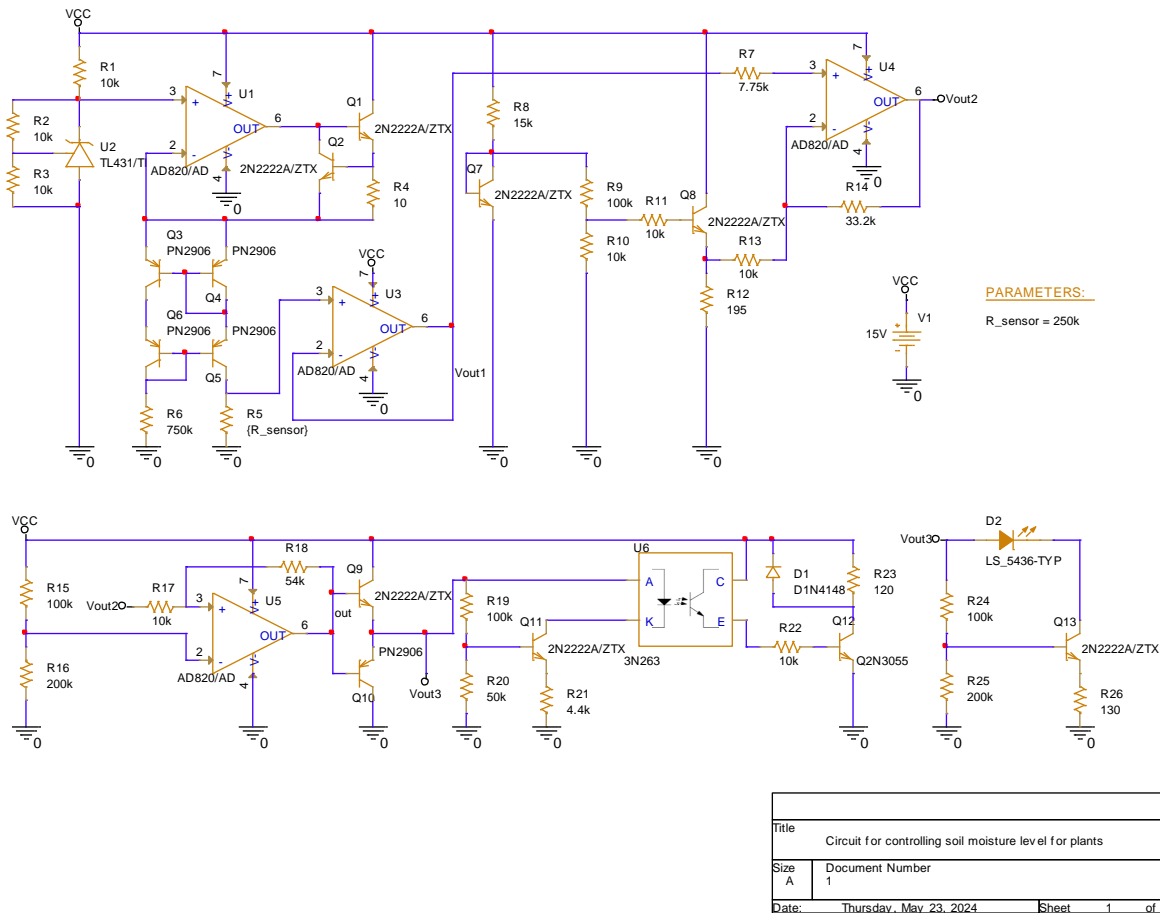 VCC
R1
10k
R2
10k
R3
10k
U2
TL431/TI
3
+
2
-
7
V+
U1
OUT
6
V-
4
AD820/AD
0
Q1
2N2222A/ZTX
Q2
2N2222A/ZTX
R4
10
Q3
PN2906
PN2906
Q4
Q6
PN2906
PN2906
Q5
R6
750k
R5
{R_sensor}
0
0
0
VCC
7
V+
U3
3
+
2
-
OUT
6
V-
4
AD820/AD
0
Vout1
R8
15k
Q7
2N2222A/ZTX
0
R9
100k
R10
10k
0
R11
10k
Q8
2N2222A/ZTX
R13
10k
R12
195
0
R7
7.75k
3
+
2
-
7
V+
U4
OUT
6
V-
4
AD820/AD
0
Vout2
R14
33.2k
VCC
15V
+
-
V1
0
PARAMETERS:
R_sensor = 250k
VCC
R15
100k
R16
200k
0
Vout2
R17
10k
R18
54k
3
+
2
-
7
V+
U5
OUT
6
V-
4
AD820/AD
0
out
Q9
2N2222A/ZTX
PN2906
Q10
0
Vout3
R19
100k
R20
50k
0
Q11
2N2222A/ZTX
R21
4.4k
0
U6
A
K
C
E
3N263
D1
D1N4148
R23
120
R22
10k
Q12
Q2N3055
0
Vout3
D2
LS_5436-TYP
R24
100k
R25
200k
0
Q13
2N2222A/ZTX
R26
130
0
Title
Circuit for controlling soil moisture level for plants
Size
A
Document Number
1
Date:
Thursday, May 23, 2024
Sheet
1
of